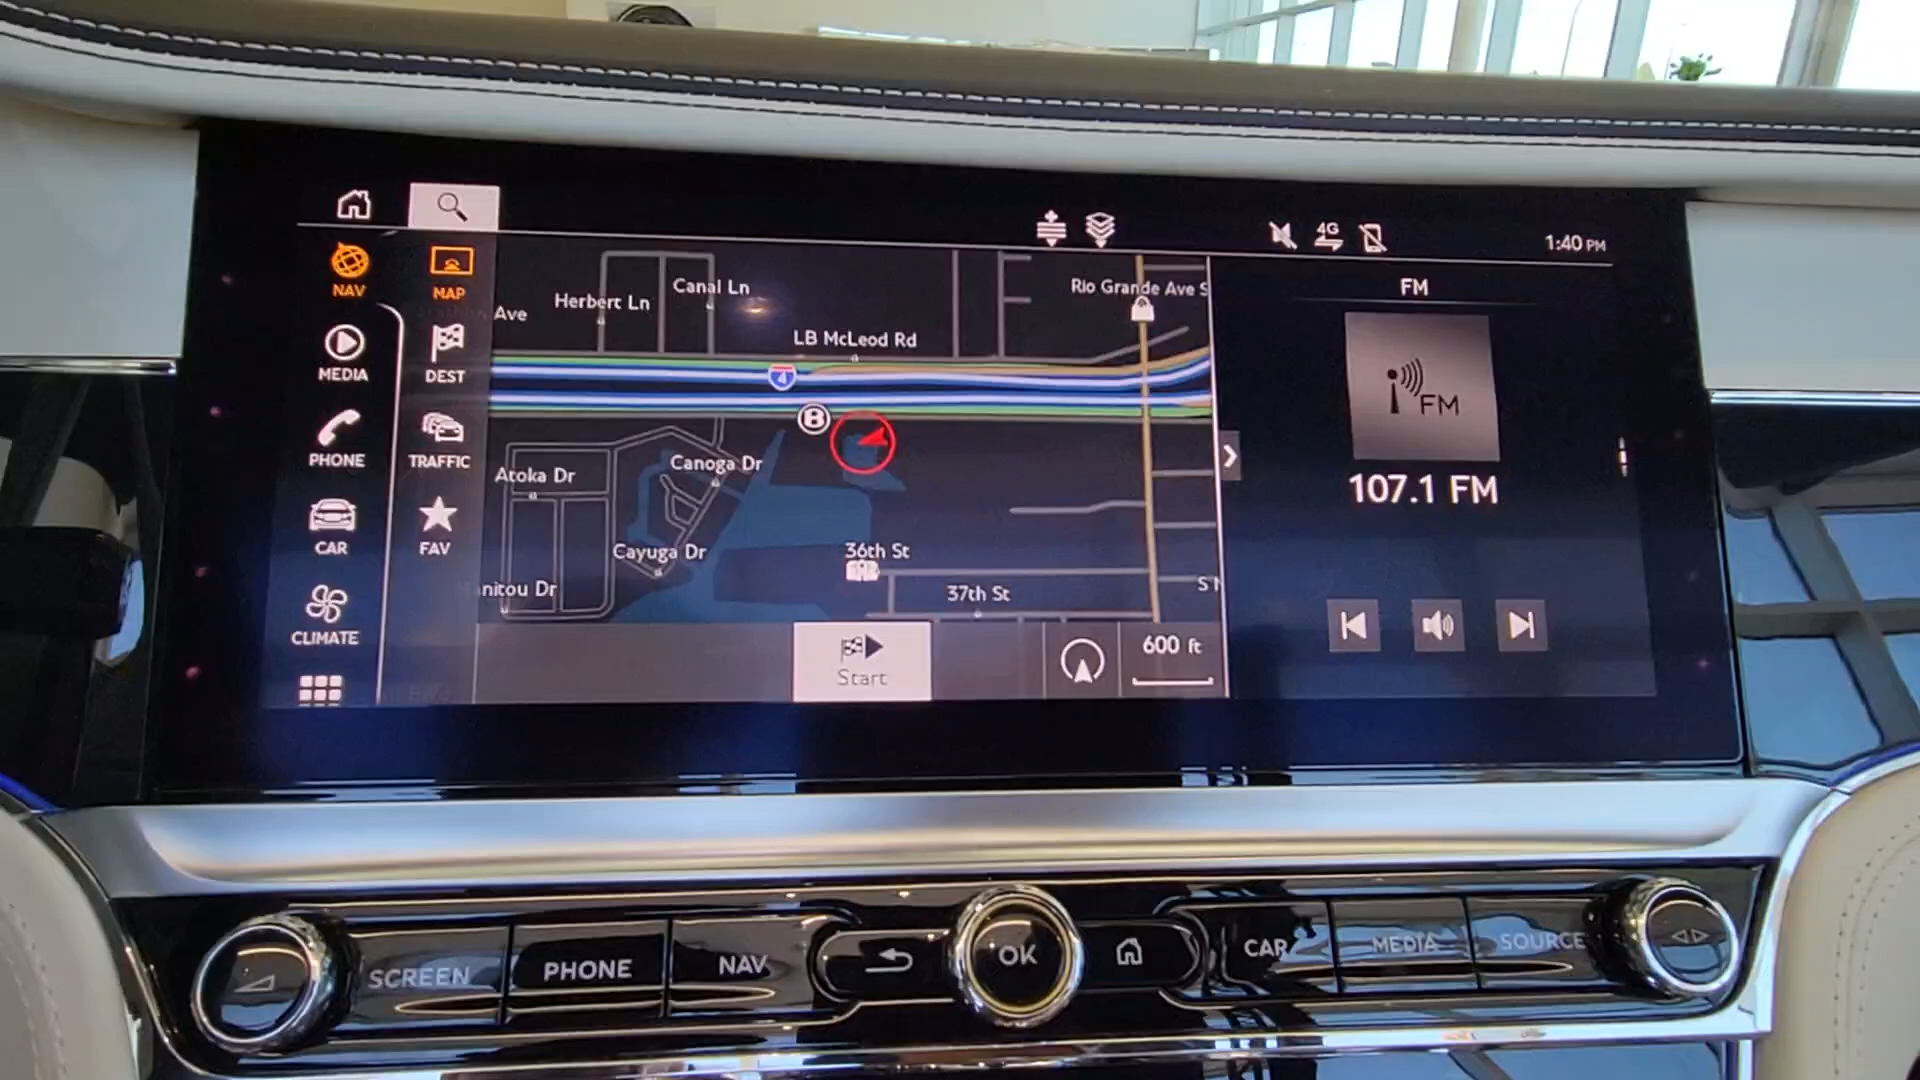 4G
1:40 PM
NAV
MAP
MEDIA
DEST
PHONE
TRAFFIC
CAR
FAV
CLIMATE
Ave
Herbert Ln
Canal Ln
Rio Grande Ave S
LB McLeod Rd
4
B
Atoka Dr
Canoga Dr
Cayuga Dr
36th St
nitou Dr
37th St
S
Start
600 ft
FM
FM
107.1 FM
SCREEN
PHONE
NAV
OK
CAR
MEDIA
SOURCE